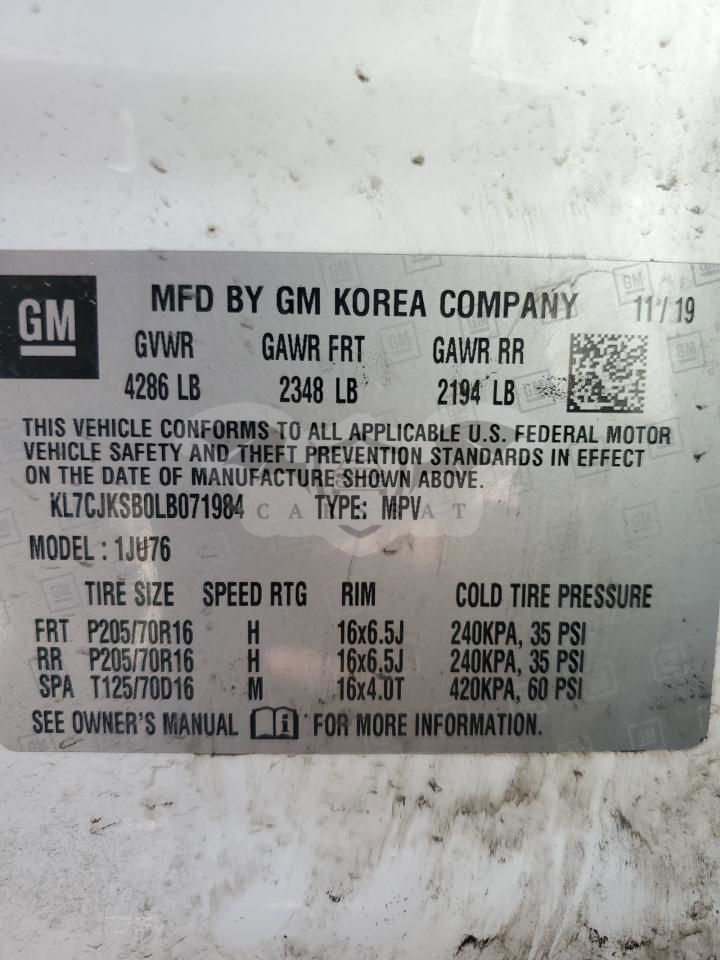 GM
MFD BY GM KOREA COMPANY 11/19
GVWR GAWR FRT GAWR RR
4286 LB 2348 LB 2194 LB
THIS VEHICLE CONFORMS TO ALL APPLICABLE U.S. FEDERAL MOTOR
VEHICLE SAFETY AND THEFT PREVENTION STANDARDS IN EFFECT
ON THE DATE OF MANUFACTURE SHOWN ABOVE.
KL7CJKSB0LB071984 TYPE: MPV
MODEL : 1JU76
TIRE SIZE SPEED RTG RIM COLD TIRE PRESSURE
FRT P205/70R16 H 16x6.5J 240KPA, 35 PSI
RR P205/70R16 H 16x6.5J 240KPA, 35 PSI
SPA T125/70D16 M 16x4.0T 420KPA, 60 PSI
SEE OWNER'S MANUAL FOR MORE INFORMATION.